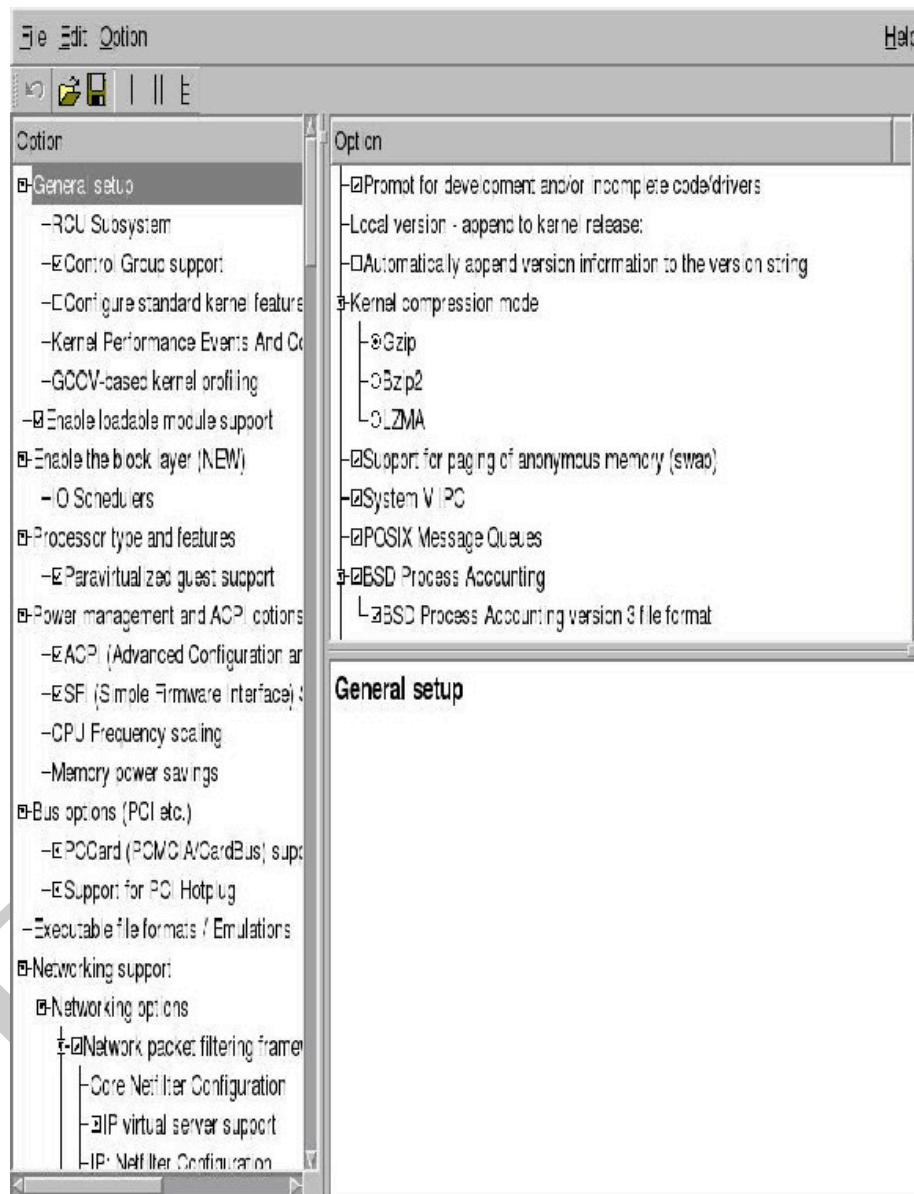 File Edit Option Help
Option
General setup
RCU Subsystem
Control Group support
Configure standard kernel feature
Kernel Performance Events And Co
GCOV-based kernel profiling
Enable loadable module support
Enable the block layer (NEW)
IO Schedulers
Processor type and features
Paravirtualized guest support
Power management and ACPI options
ACPI (Advanced Configuration an
SFI (Simple Firmware Interface) S
CPU Frequency scaling
Memory power savings
Bus options (PCI etc.)
PCCard (PCMCIA/CardBus) supp
Support for PCI Hotplug
Executable file formats / Emulations
Networking support
Networking options
Network packet filtering framew
Core Netfilter Configuration
IP virtual server support
IP: Netfilter Configuration
Option
Prompt for development and/or incomplete code/drivers
Local version - append to kernel release:
Automatically append version information to the version string
Kernel compression mode
Gzip
Bzip2
LZMA
Support for paging of anonymous memory (swap)
System V IPC
POSIX Message Queues
BSD Process Accounting
BSD Process Accounting version 3 file format
General setup